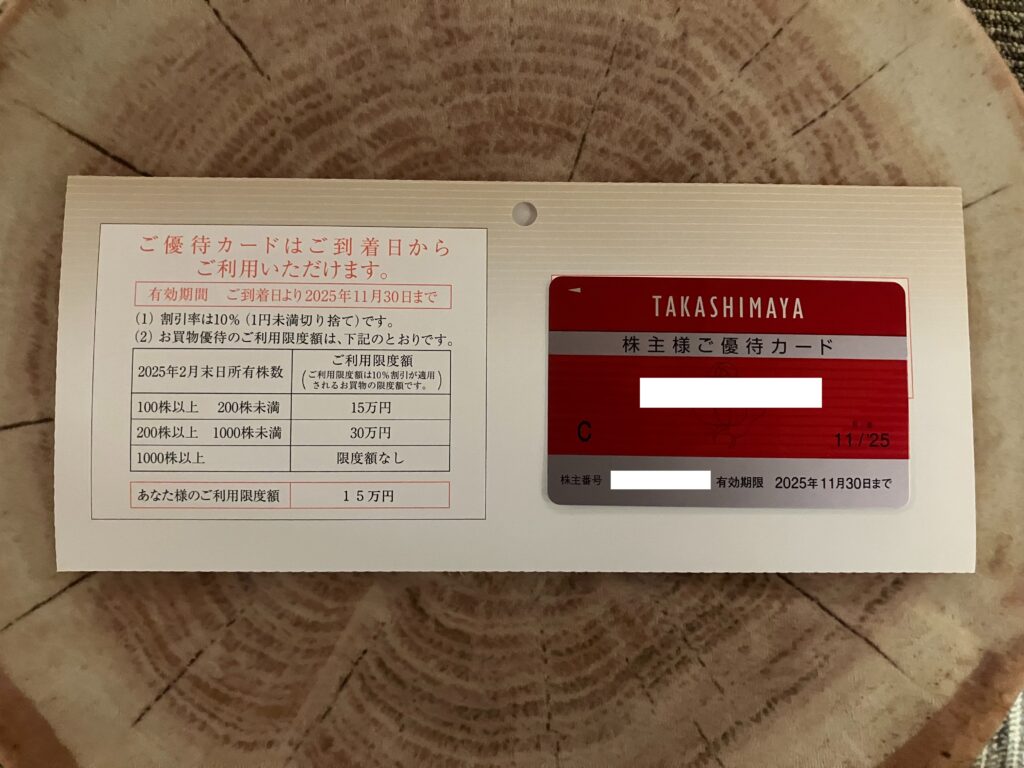 ご優待カードはご到着日から
ご利用いただけます。
有効期間 ご到着日より2025年11月30日まで
(1) 割引率は10%(1円未満切り捨て)です。
(2) お買物優待のご利用限度額は、下記のとおりです。
2025年2月末日所有株数
ご利用限度額
(ご利用限度額は10%割引が適用
されるお買物の限度額です。)
100株以上 200株未満 15万円
200株以上 1000株未満 30万円
1000株以上 限度額なし
あなた様のご利用限度額 15万円
TAKASHIMAYA
株主様ご優待カード
C
11/'25
株主番号 有効期限 2025年11月30日まで